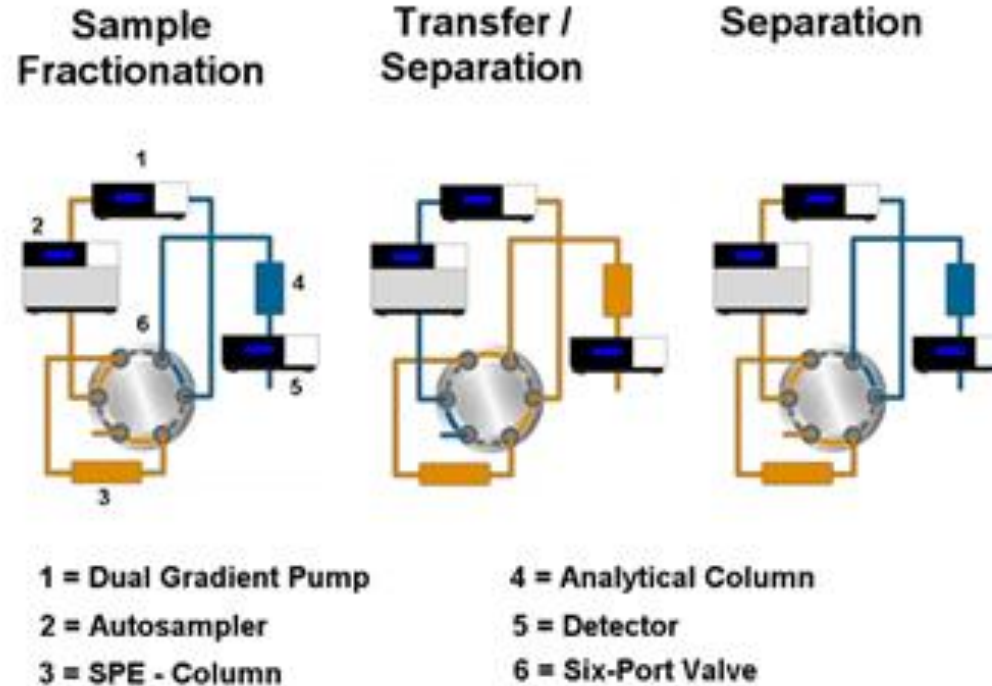 Sample
Fractionation
Transfer /
Separation
Separation
1
2
4
6
5
3
1 = Dual Gradient Pump
2 = Autosampler
3 = SPE - Column
4 = Analytical Column
5 = Detector
6 = Six-Port Valve